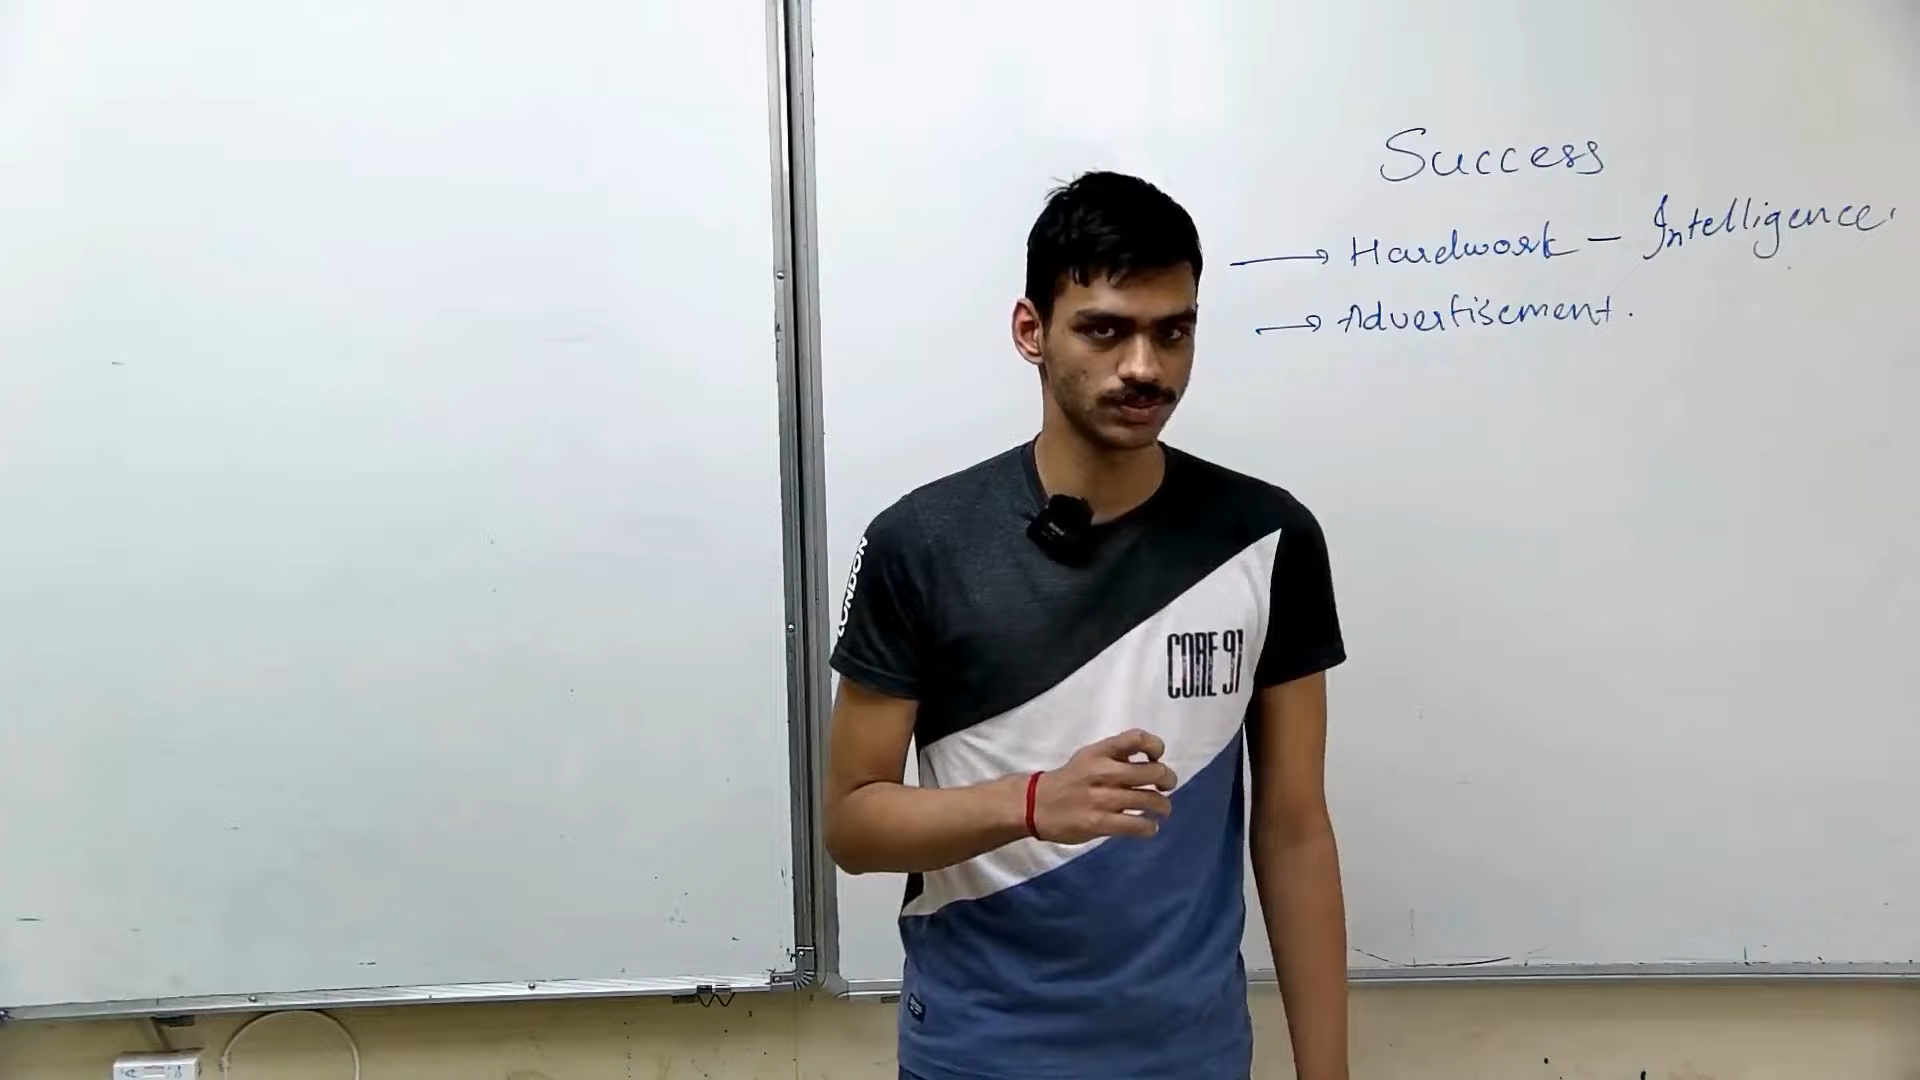 Success
→ Hardwork - Intelligence.
→ Advertisement.
LONDON
CORE 91